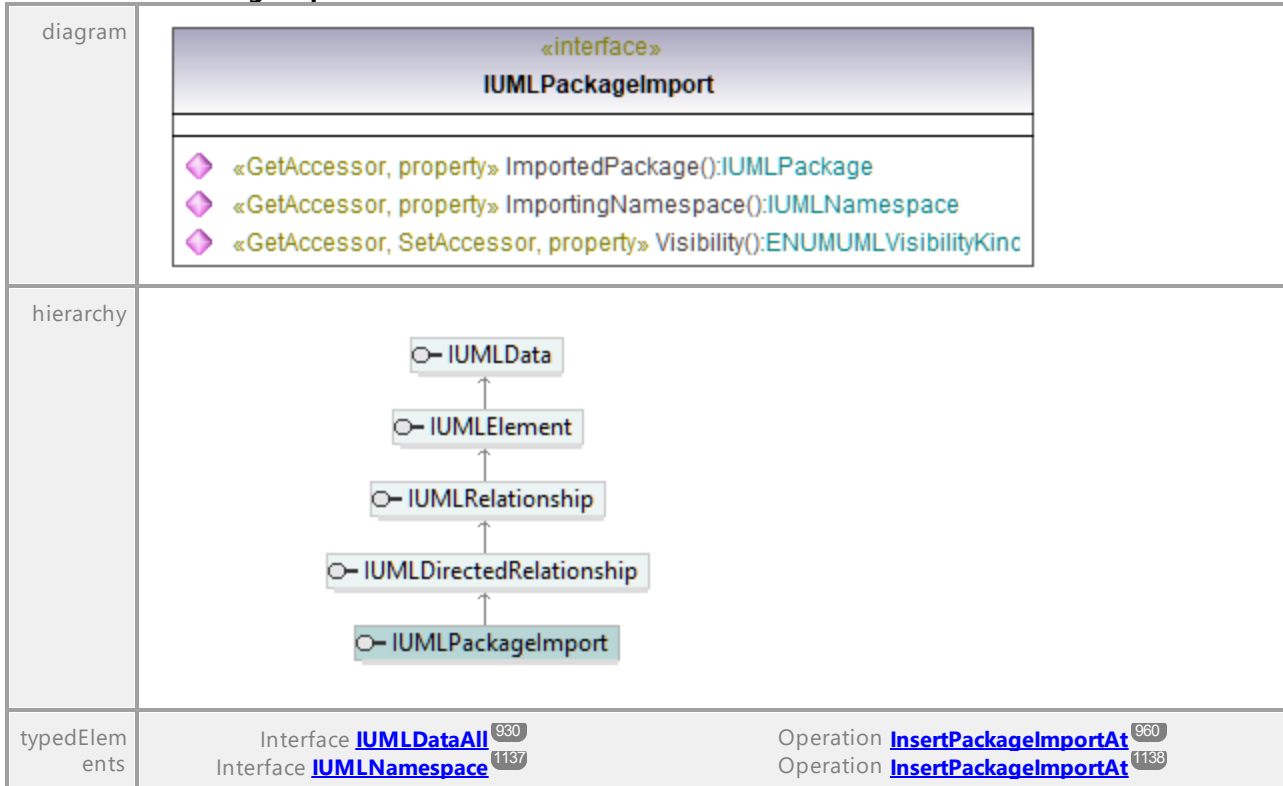 diagram
«interface»
IUMLPackageImport
«GetAccessor, property» ImportedPackage():IUMLPackage
«GetAccessor, property» ImportingNamespace():IUMLNamespace
«GetAccessor, SetAccessor, property» Visibility():ENUMUMLVisibilityKind
hierarchy
IUMLData
IUMLElement
IUMLRelationship
IUMLDirectedRelationship
IUMLPackageImport
typedElem
ents
Interface IUMLDataAll 930
Operation InsertPackageImportAt 960
Interface IUMLNamespace 1137
Operation InsertPackageImportAt 1138